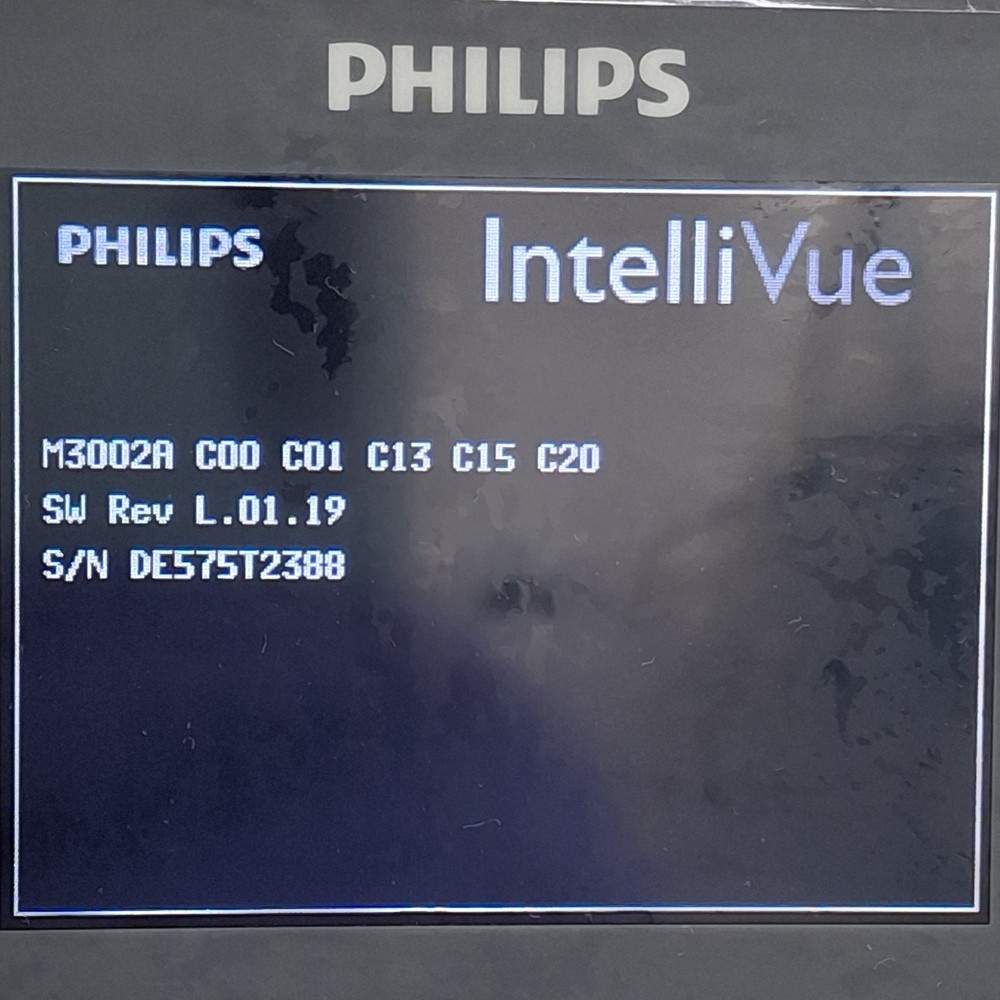 PHILIPS
PHILIPS IntelliVue
M3002A C00 C01 C13 C15 C20
SW Rev L.01.19
S/N DE575T2388